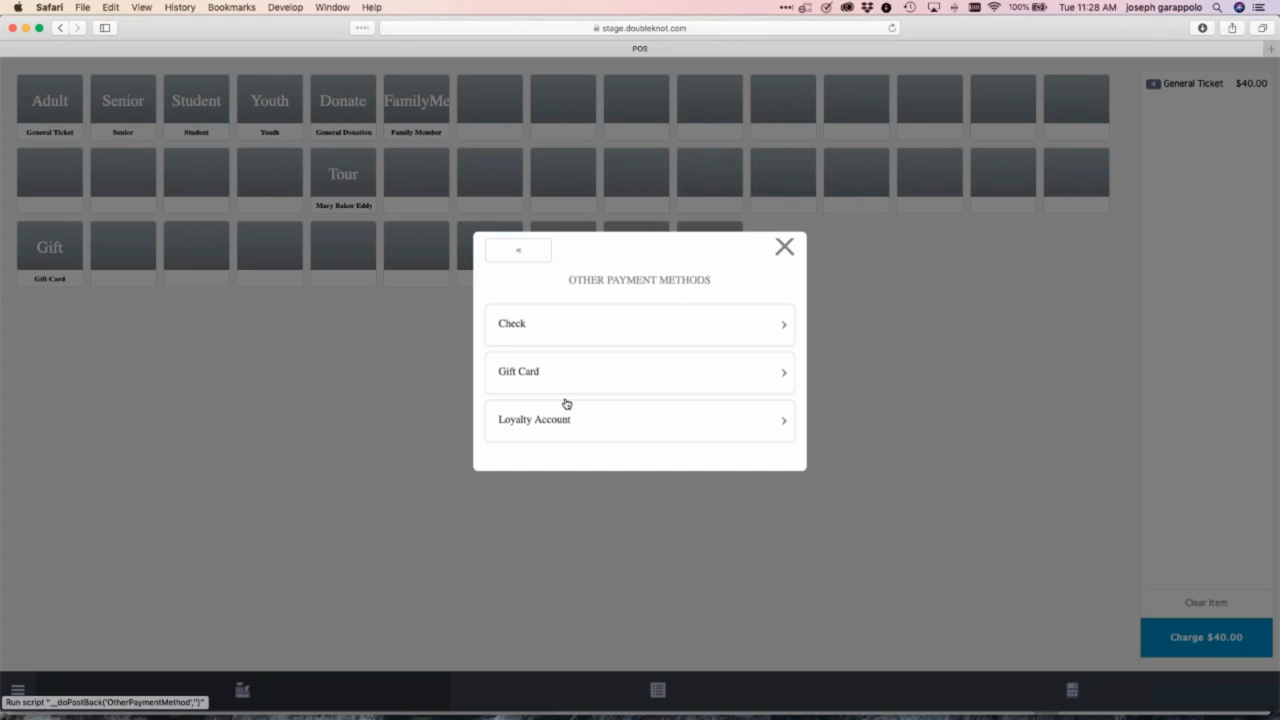 Safari File Edit View History Bookmarks Develop Window Help 100% Tue 11:28 AM joseph garappolo
stage.doubleknot.com
POS
Adult Senior Student Youth Donate FamilyMe
General Ticket Senior Student Youth General Donation Family Member
4 General Ticket $40.00
Tour
Mary Baker Eddy
Gift
Gift Card
«
OTHER PAYMENT METHODS
Check
Gift Card
Loyalty Account
Clear Item
Charge $40.00
Run script "__doPostBack('OtherPaymentMethod','')"